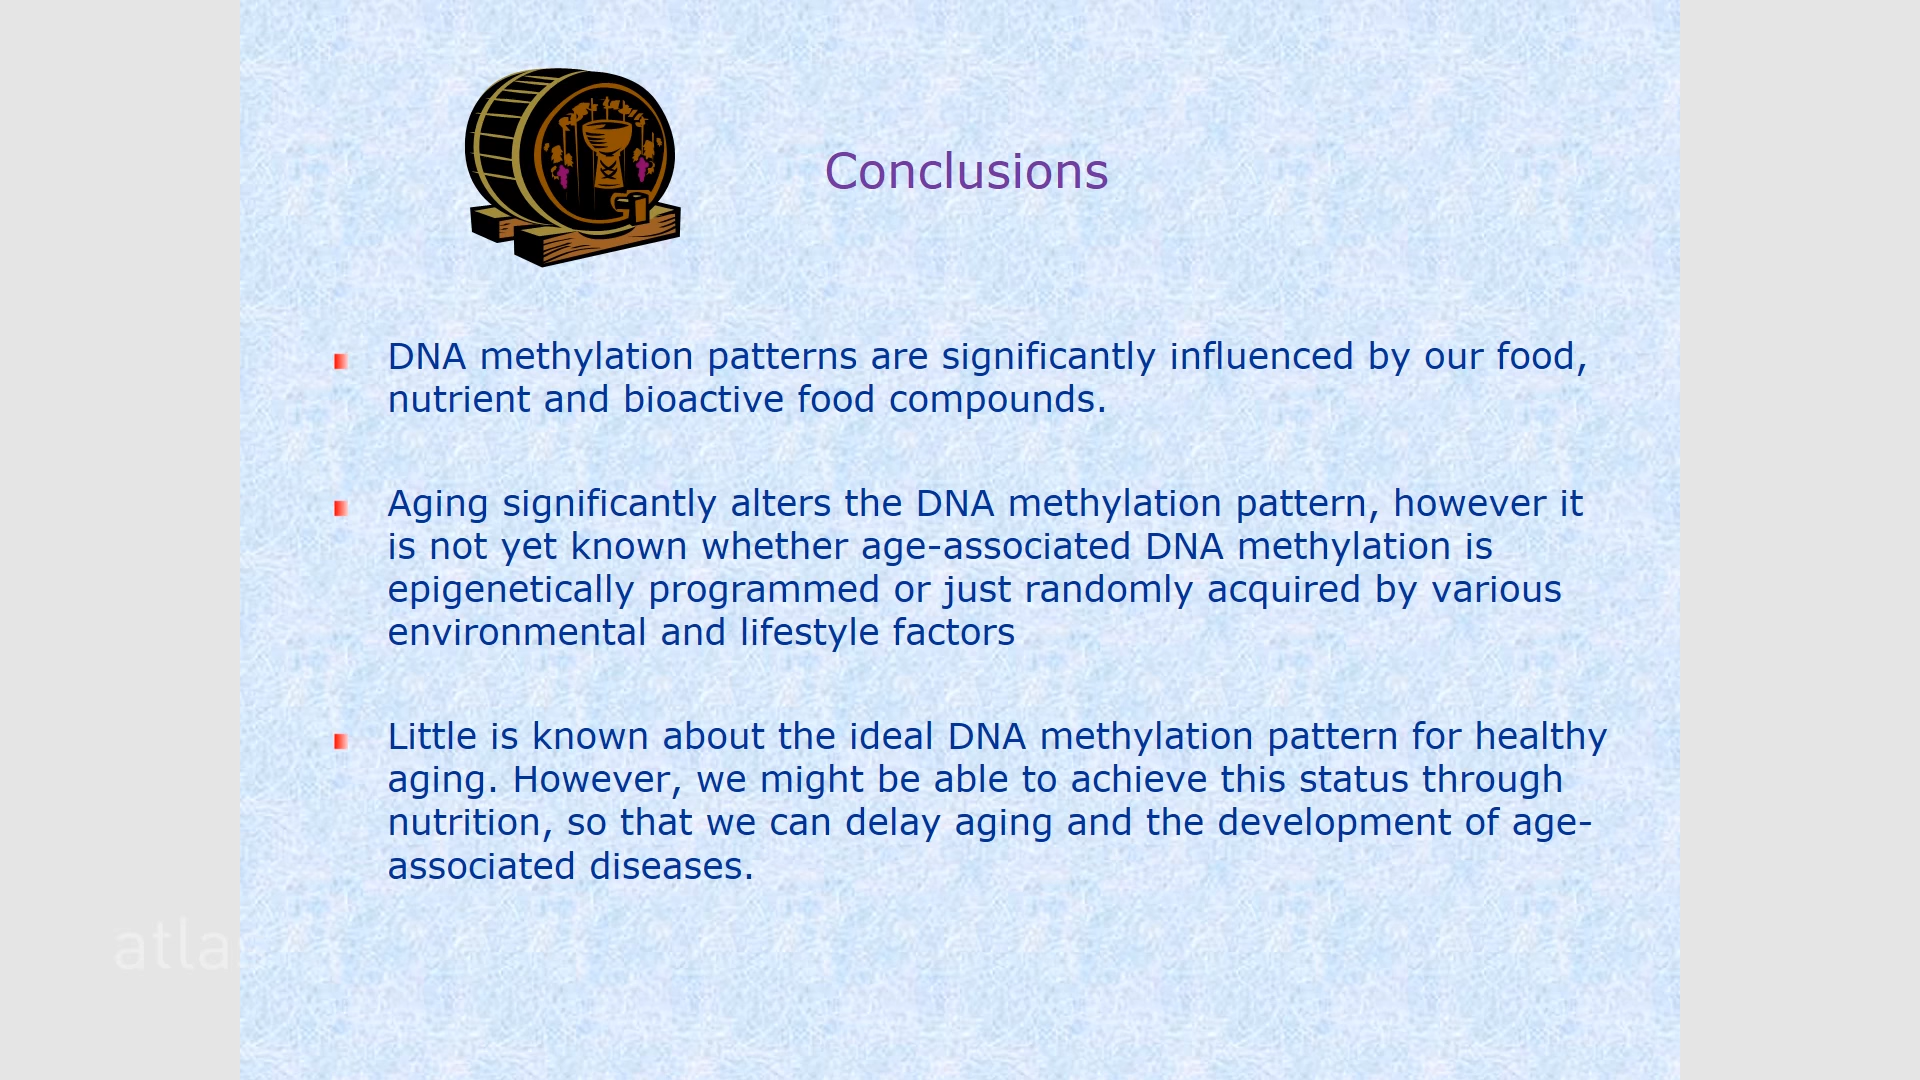 Conclusions
DNA methylation patterns are significantly influenced by our food,
nutrient and bioactive food compounds.
Aging significantly alters the DNA methylation pattern, however it
is not yet known whether age-associated DNA methylation is
epigenetically programmed or just randomly acquired by various
environmental and lifestyle factors
Little is known about the ideal DNA methylation pattern for healthy
aging. However, we might be able to achieve this status through
nutrition, so that we can delay aging and the development of age-
associated diseases.